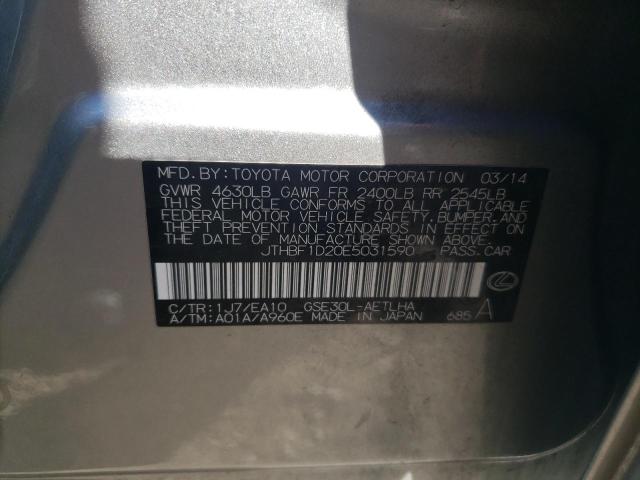 MFD. BY: TOYOTA MOTOR CORPORATION 03/14
GVWR 4630LB GAWR FR 2400LB RR 2545LB
THIS VEHICLE CONFORMS TO ALL APPLICABLE
FEDERAL MOTOR VEHICLE SAFETY, BUMPER, AND
THEFT PREVENTION STANDARDS IN EFFECT ON
THE DATE OF MANUFACTURE SHOWN ABOVE.
JTHBF1D20E5031590 PASS. CAR
C/TR: 1J7/EA10 GSE30L-AETLHA
A/TM: A01A/A960E MADE IN JAPAN 685 A